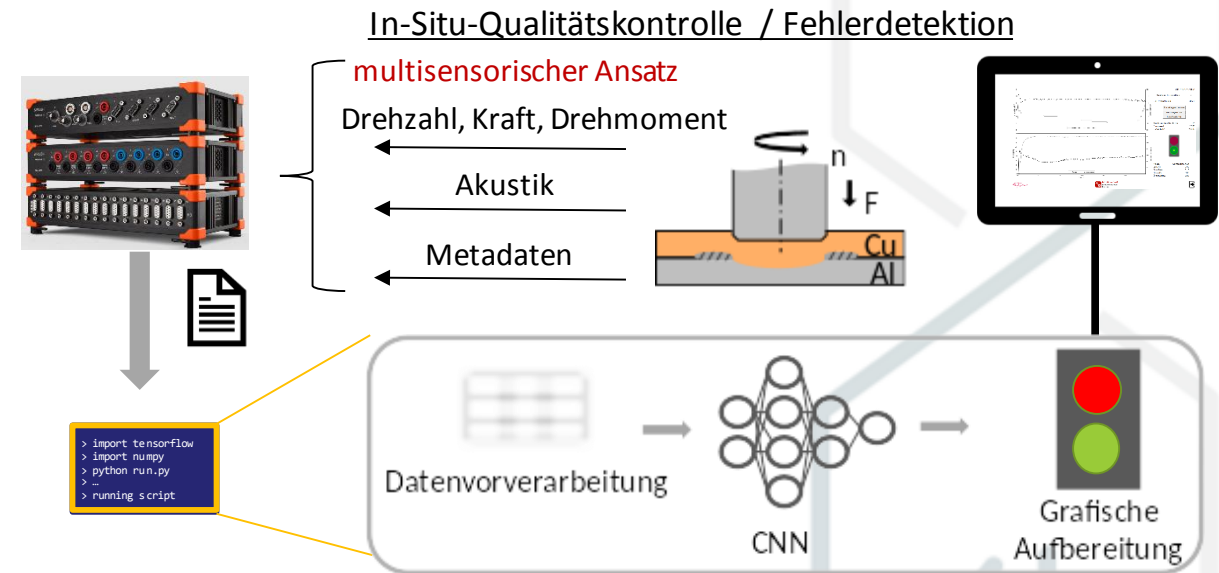 In-Situ-Qualitätskontrolle / Fehlerdetektion
multisensorischer Ansatz
Drehzahl, Kraft, Drehmoment
Akustik
Metadaten
n
F
Cu
Al
> import tensorflow
> import numpy
> python run.py
> …
> running script
Datenvorverarbeitung
CNN
Grafische
Aufbereitung